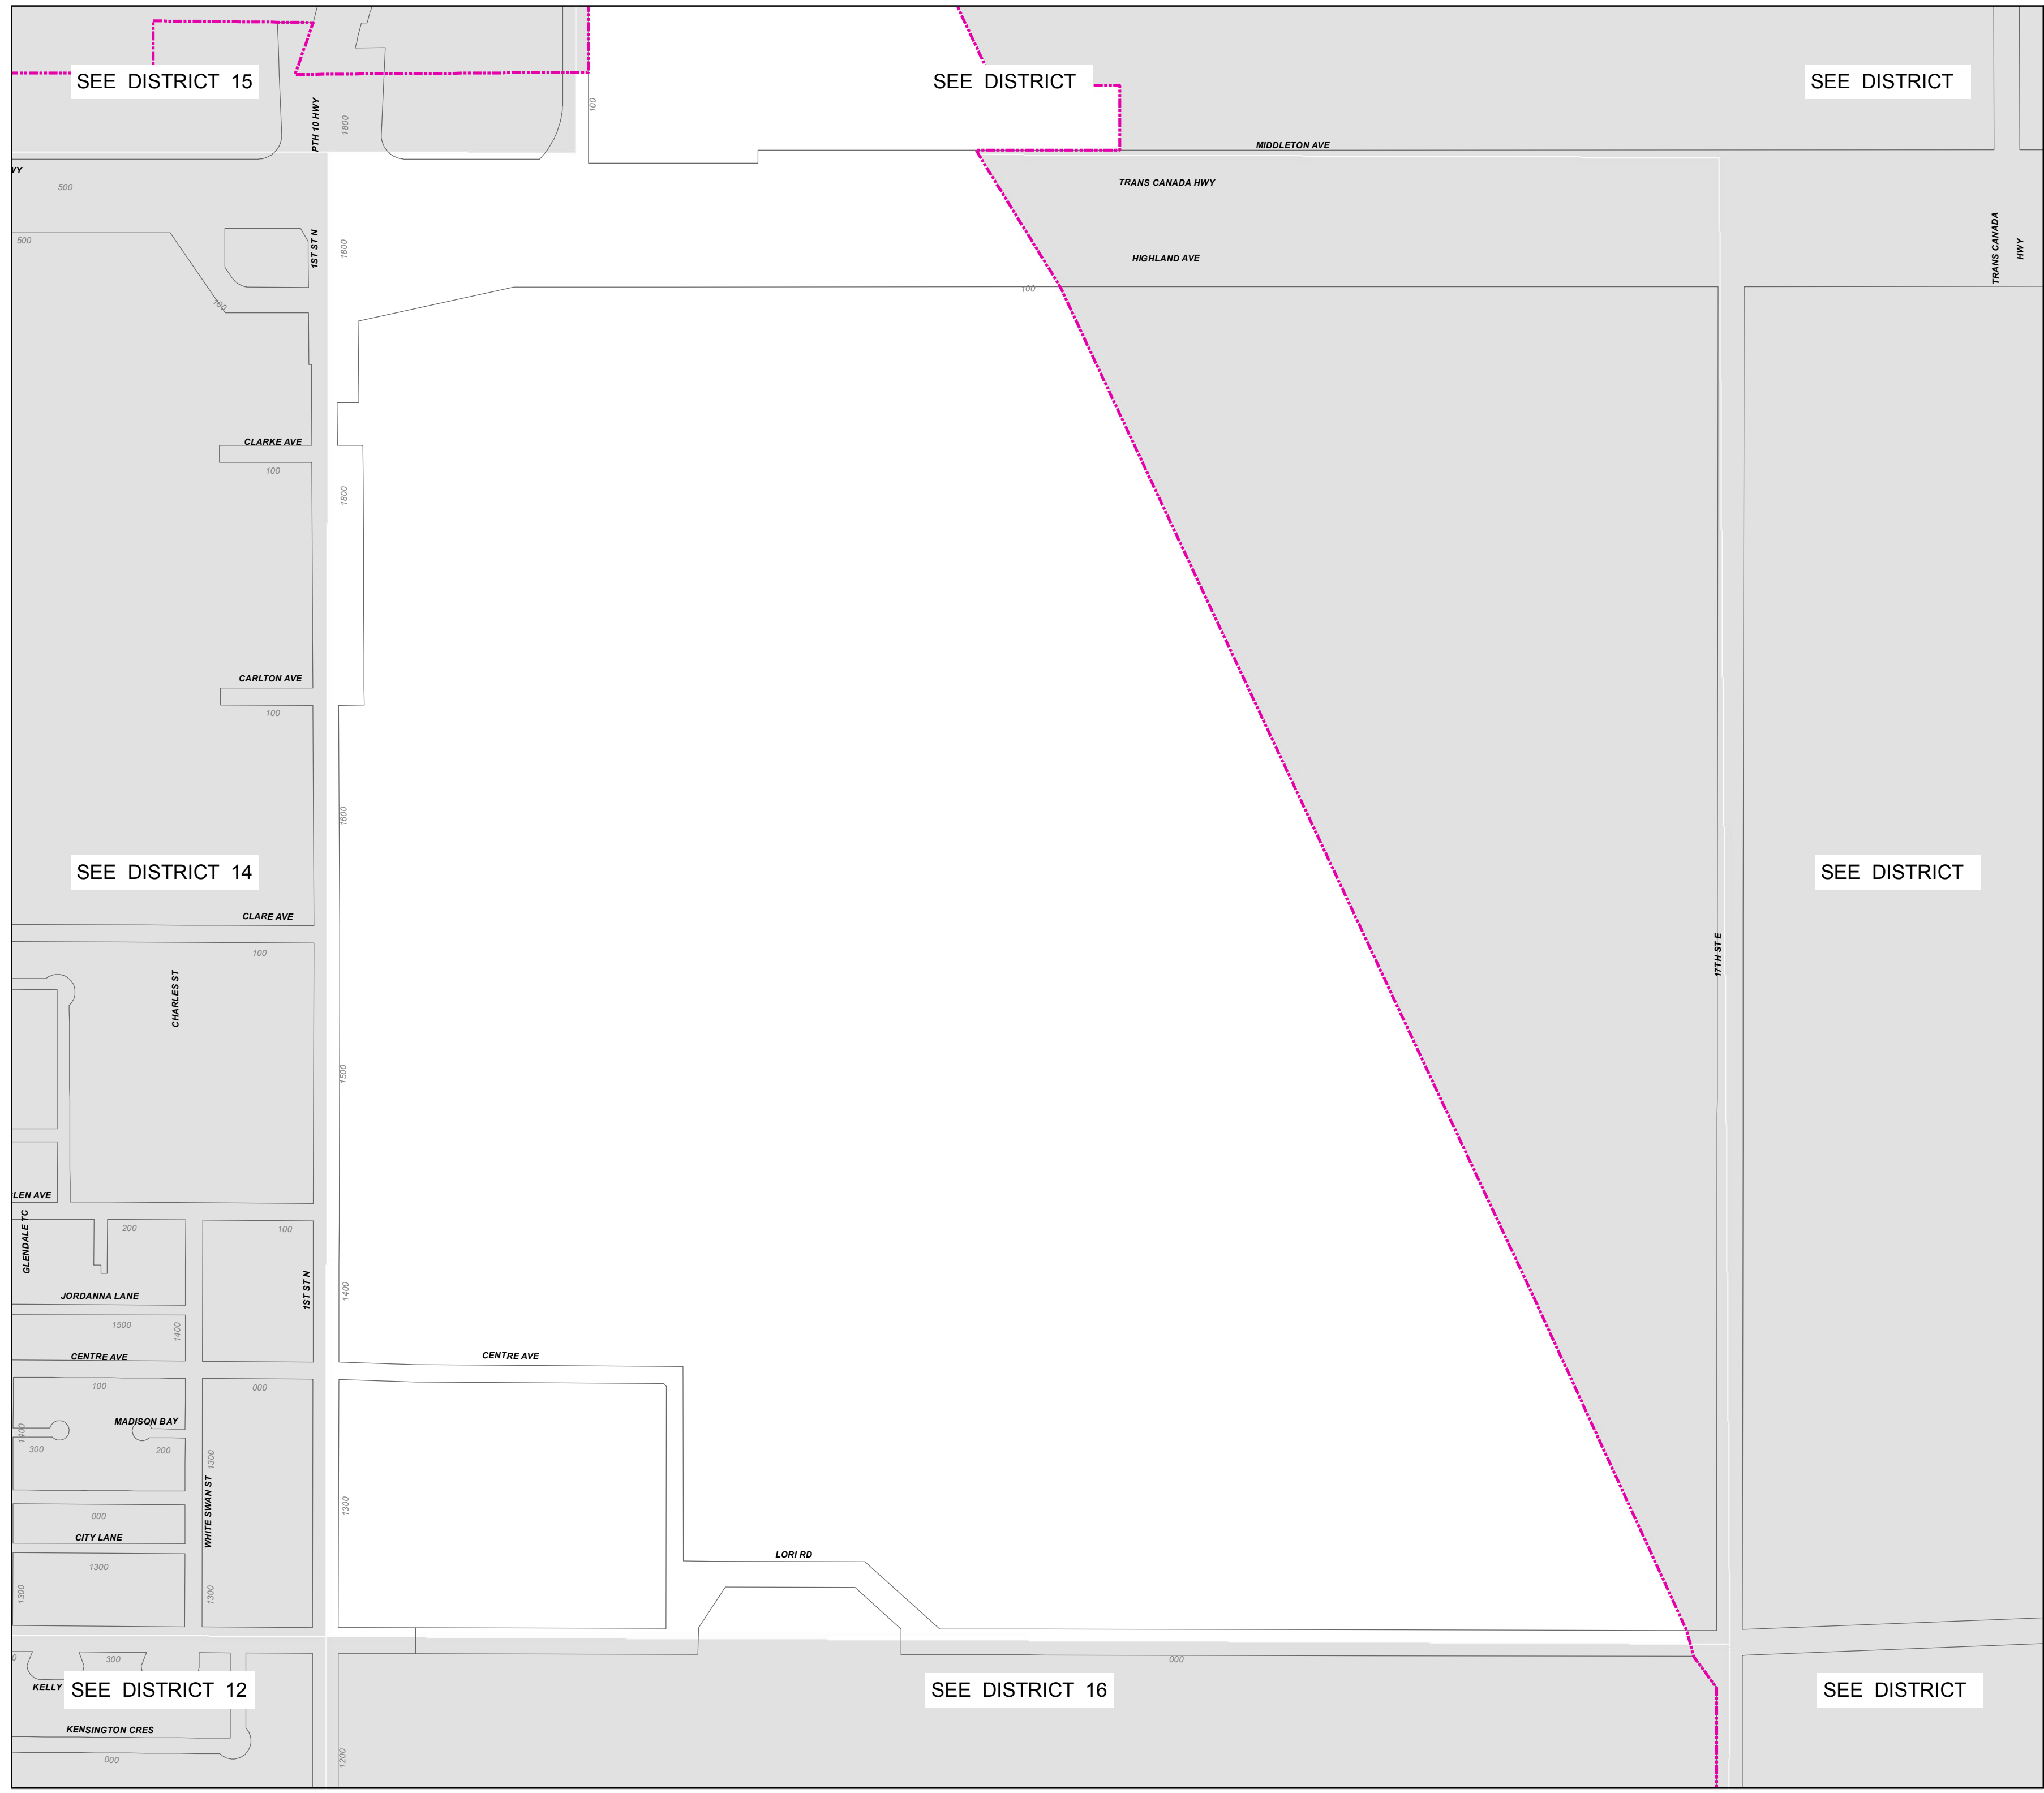 SEE DISTRICT 15
SEE DISTRICT
SEE DISTRICT
PTH 10 HWY
1800
100
MIDDLETON AVE
WY
500
TRANS CANADA HWY
500
1ST ST N
1800
HIGHLAND AVE
TRANS CANADA
HWY
100
100
CLARKE AVE
100
1800
CARLTON AVE
100
1600
SEE DISTRICT 14
SEE DISTRICT
CLARE AVE
100
17TH ST E
CHARLES ST
1500
LEN AVE
GLENDALE TC
200
100
JORDANNA LANE
1ST ST N
1400
1500
1400
CENTRE AVE
CENTRE AVE
100
000
MADISON BAY
1400
300
200
1300
WHITE SWAN ST
1300
000
CITY LANE
LORI RD
1300
1300
1300
0
300
000
KELLY
SEE DISTRICT 12
SEE DISTRICT 16
SEE DISTRICT
KENSINGTON CRES
000
1200